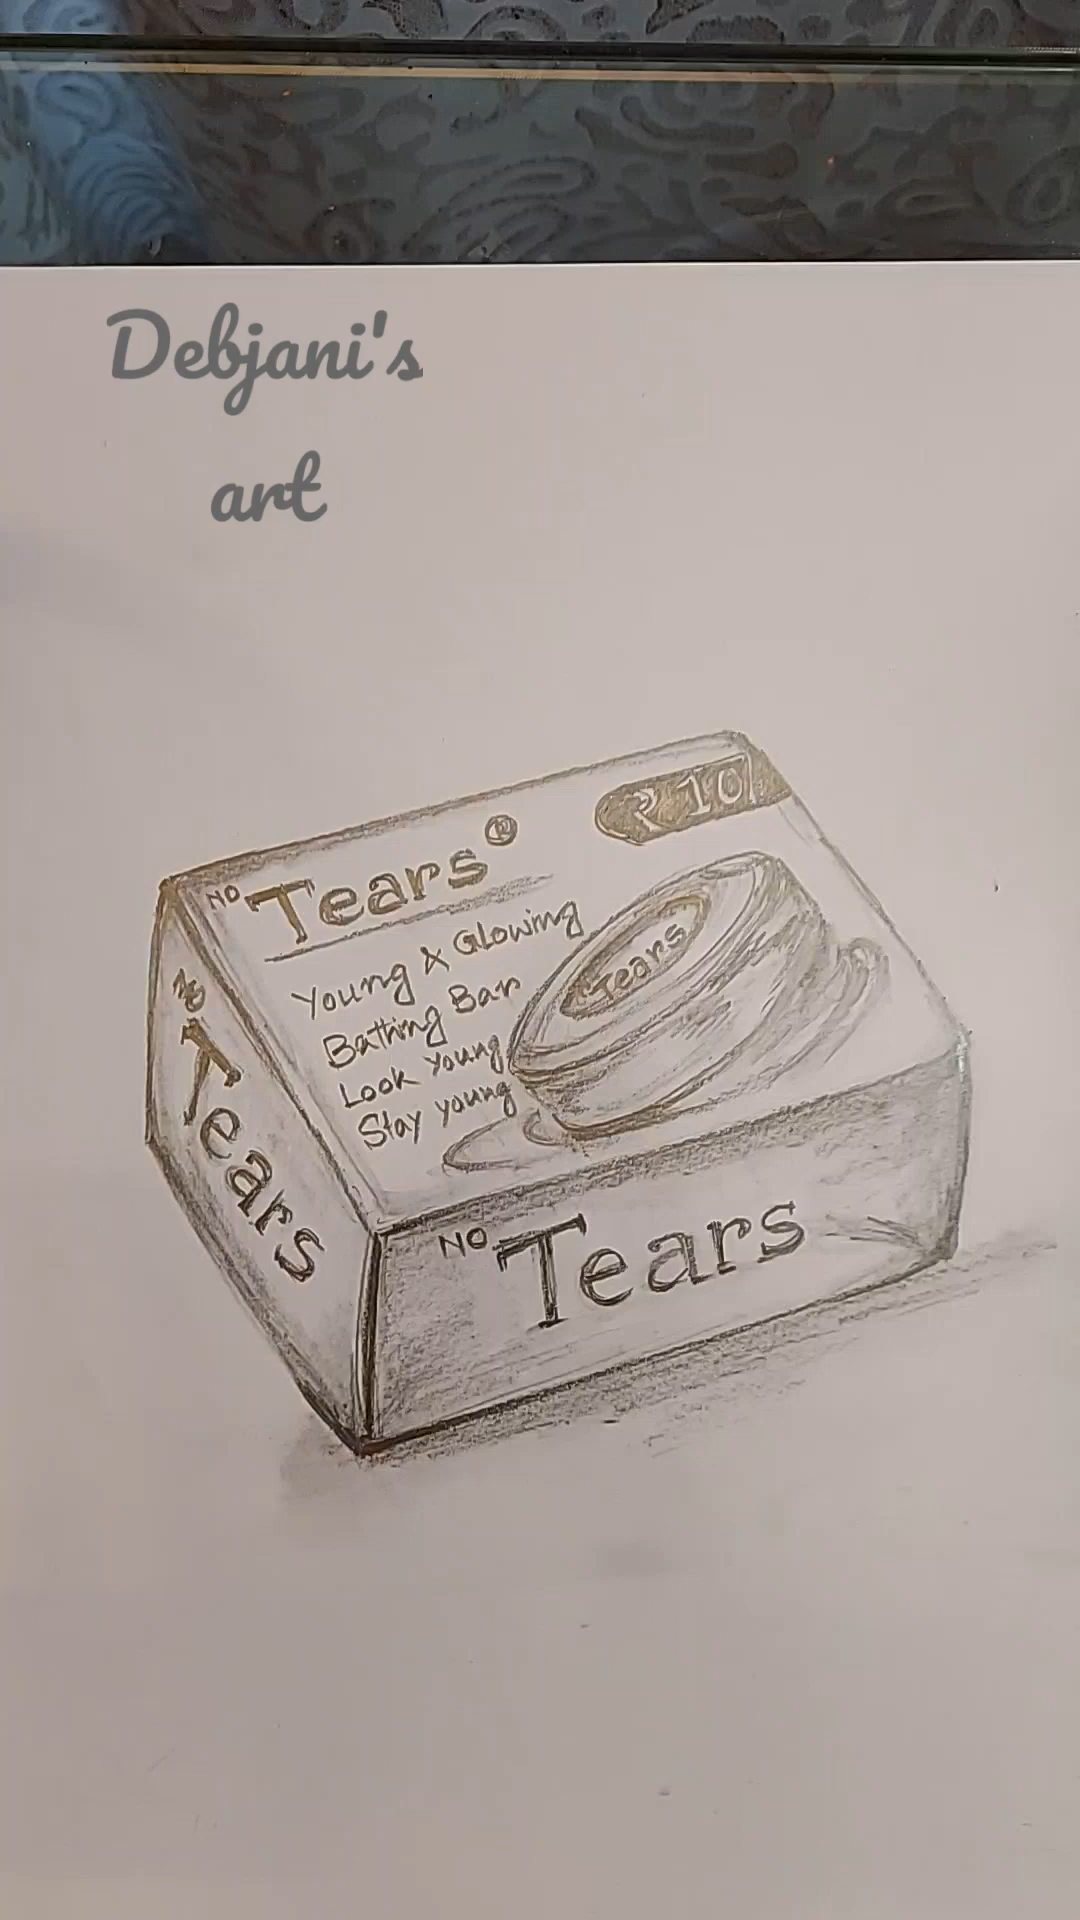 Debjani's
art
₹ 10/
NO Tears ®
Young & Glowing
Bathing Bar
Look young
Stay young
Tears
NO Tears
NO Tears